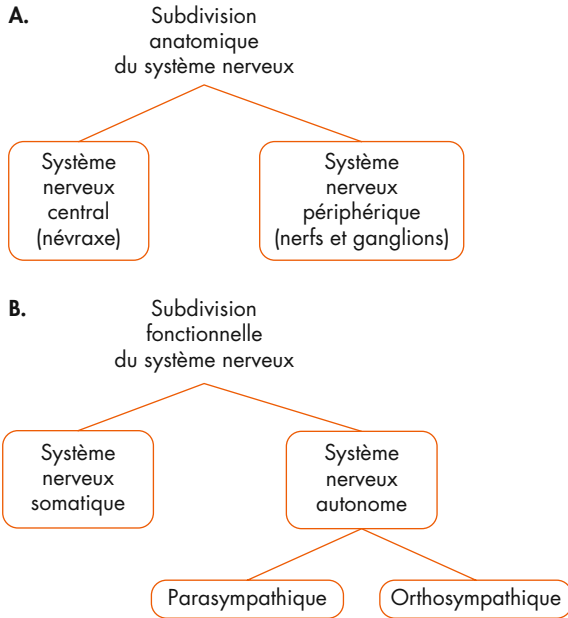 A.
Subdivision
anatomique
du système nerveux
Système
nerveux
central
(névraxe)
Système
nerveux
périphérique
(nerfs et ganglions)
B.
Subdivision
fonctionnelle
du système nerveux
Système
nerveux
somatique
Système
nerveux
autonome
Parasympathique
Orthosympathique